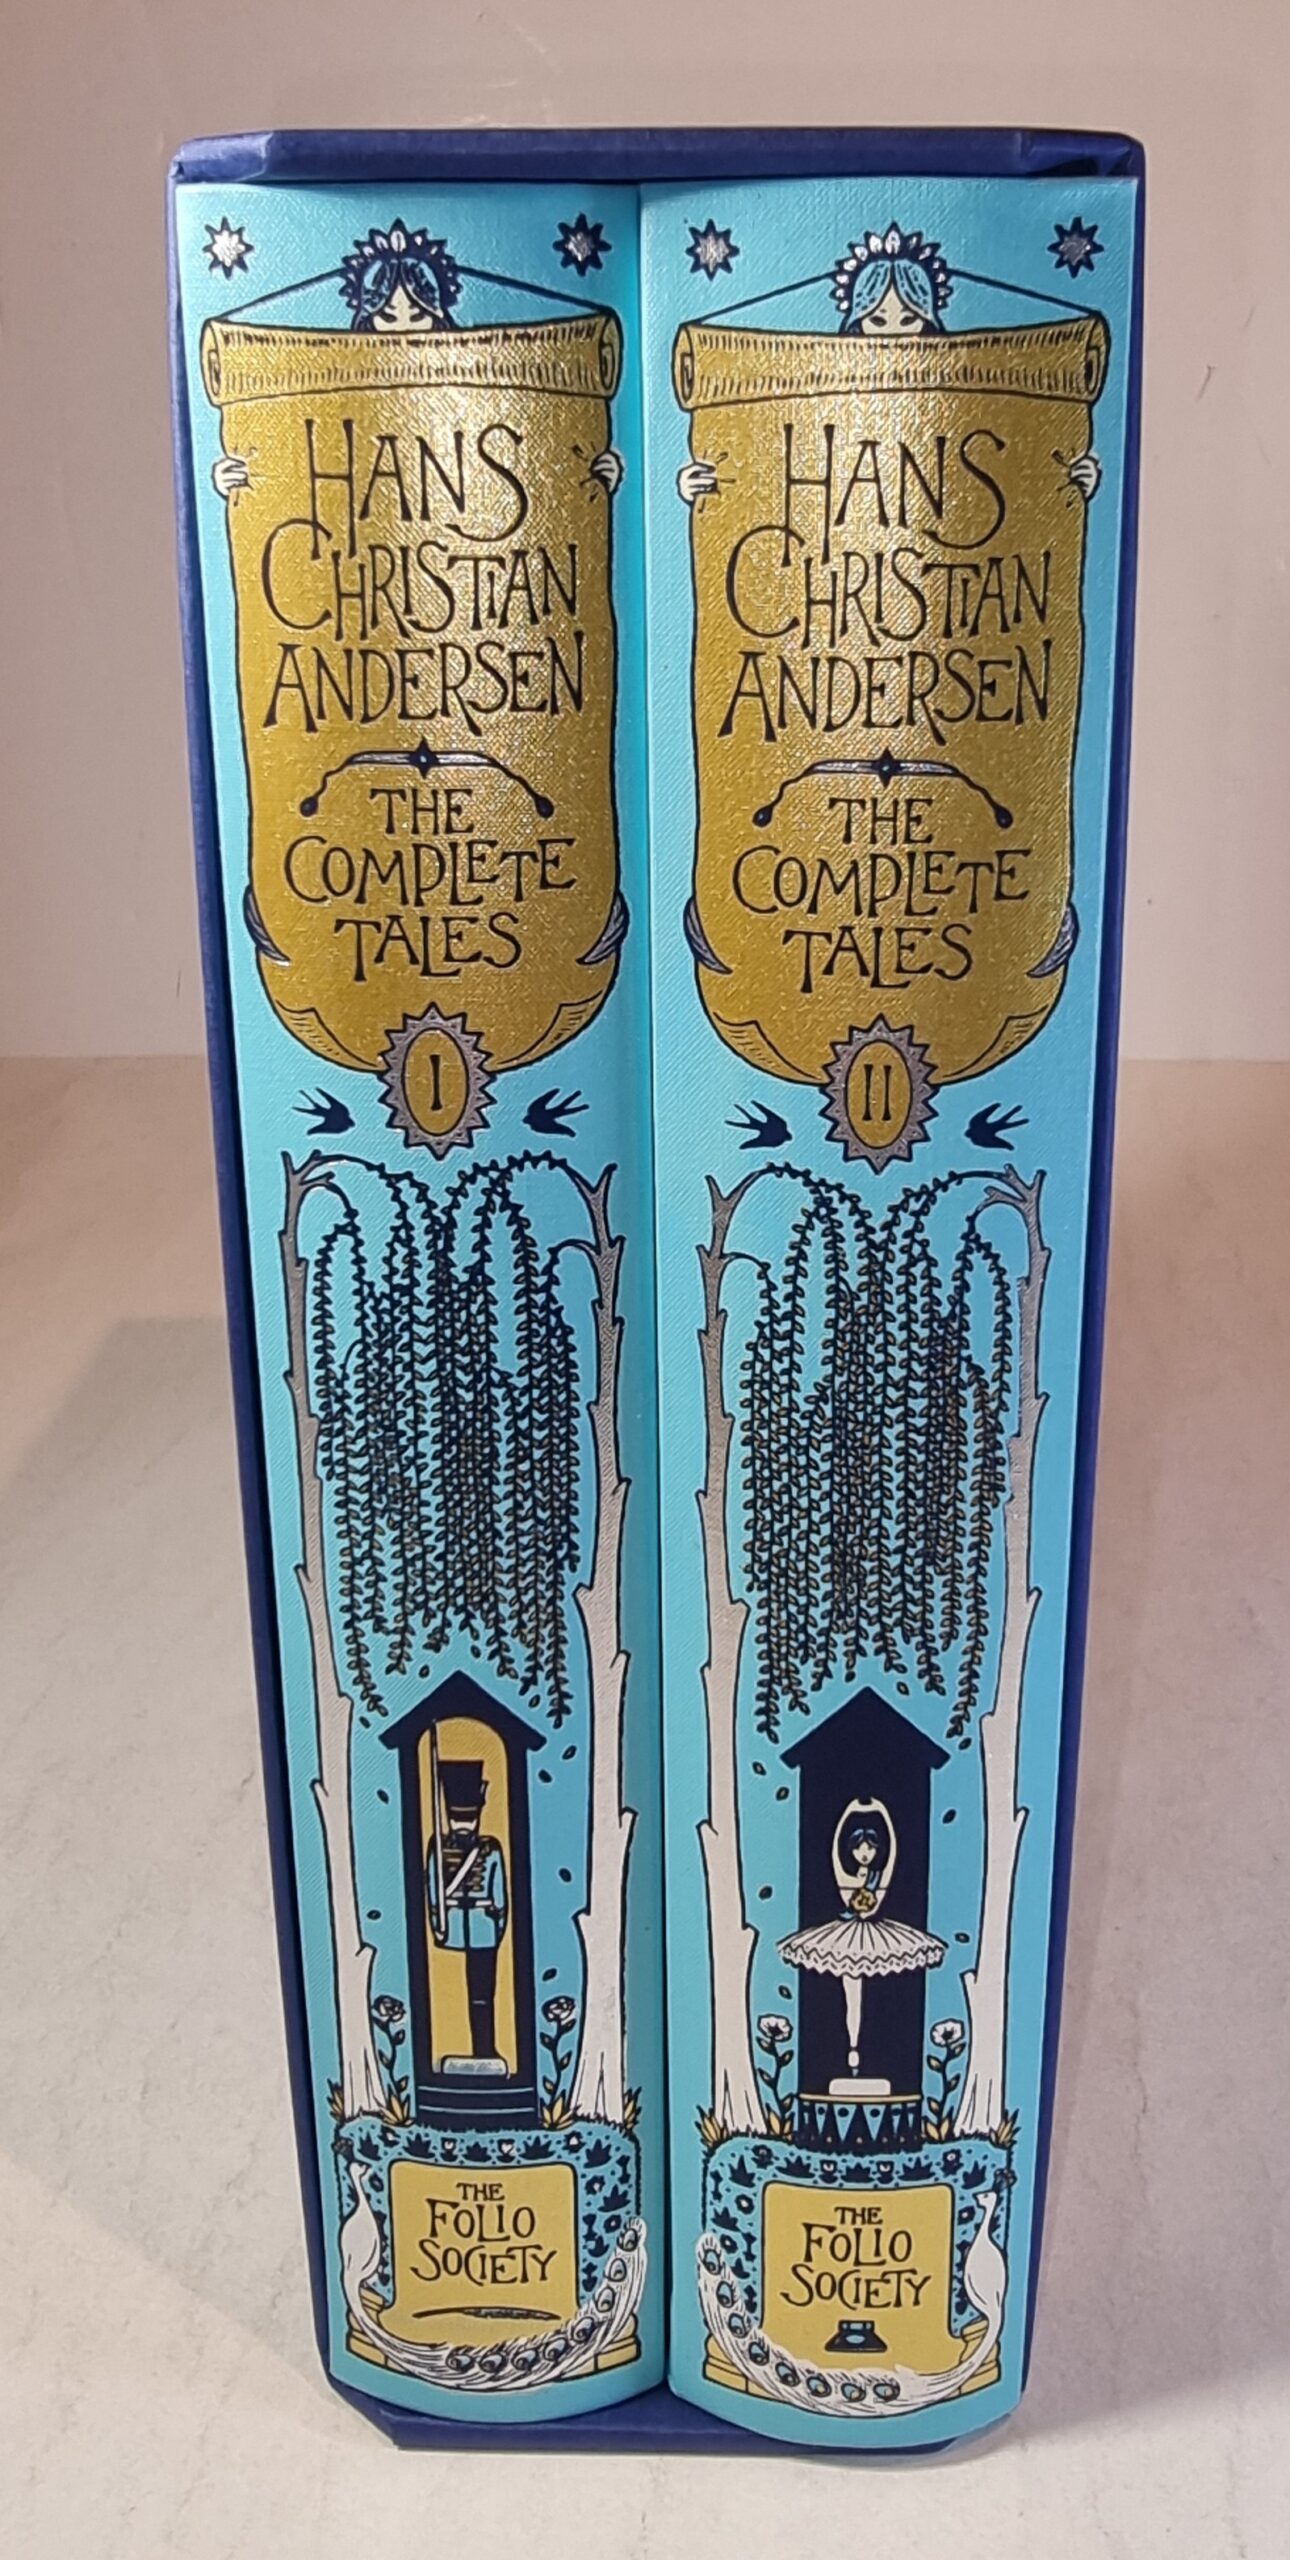 HANS
CHRISTIAN
ANDERSEN
THE
COMPLETE
TALES
I
THE
FOLIO
SOCIETY
HANS
CHRISTIAN
ANDERSEN
THE
COMPLETE
TALES
II
THE
FOLIO
SOCIETY